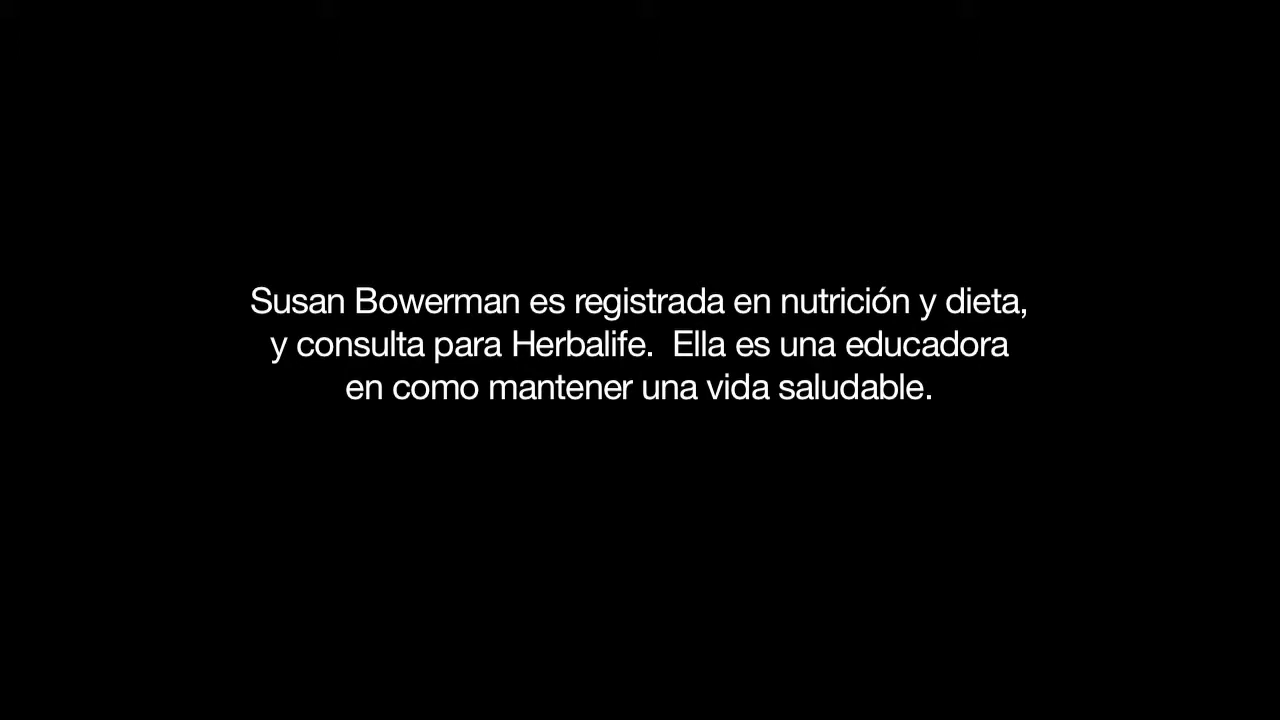 Susan Bowerman es registrada en nutrición y dieta,
y consulta para Herbalife.  Ella es una educadora
en como mantener una vida saludable.